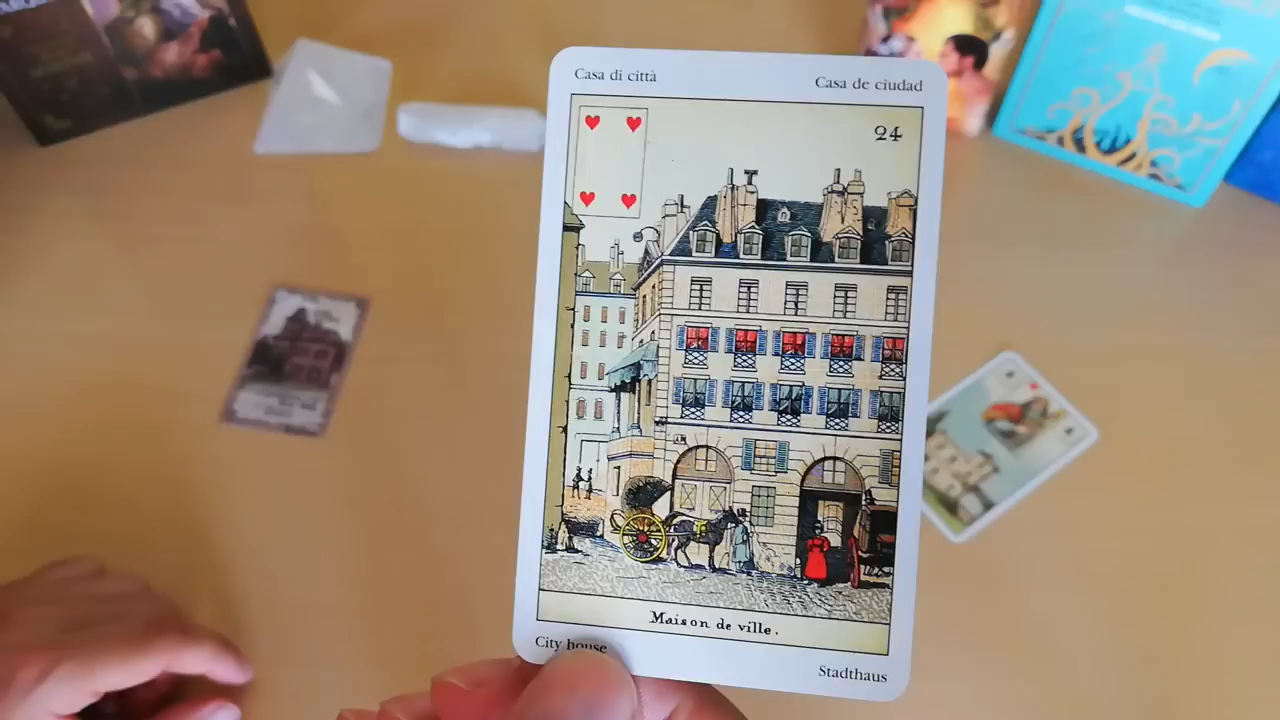 Casa di città
Casa de ciudad
24
Maison de ville.
City house
Stadthaus